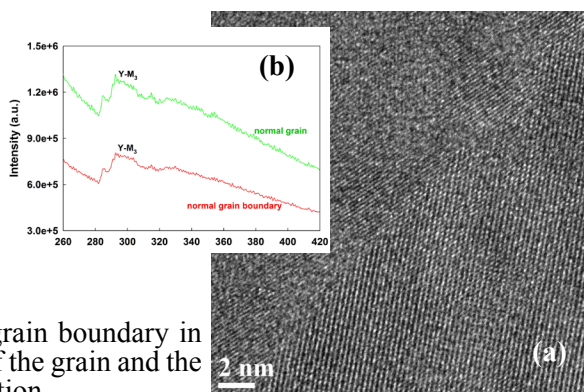 (b)
1.5e+6
1.2e+6
9.0e+5
6.0e+5
3.0e+5
Intensity (a.u.)
Y-M3
normal grain
Y-M3
normal grain boundary
260 280 300 320 340 360 380 400 420
(a)
2 nm
grain boundary in
f the grain and the